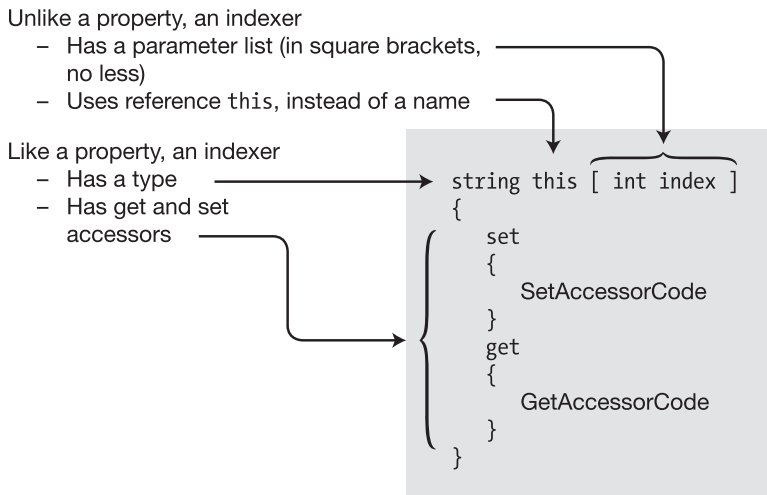 Unlike a property, an indexer
– Has a parameter list (in square brackets,
no less)
– Uses reference this, instead of a name
Like a property, an indexer
– Has a type
– Has get and set
accessors
string this [ int index ]
{
set
{
SetAccessorCode
}
get
{
GetAccessorCode
}
}